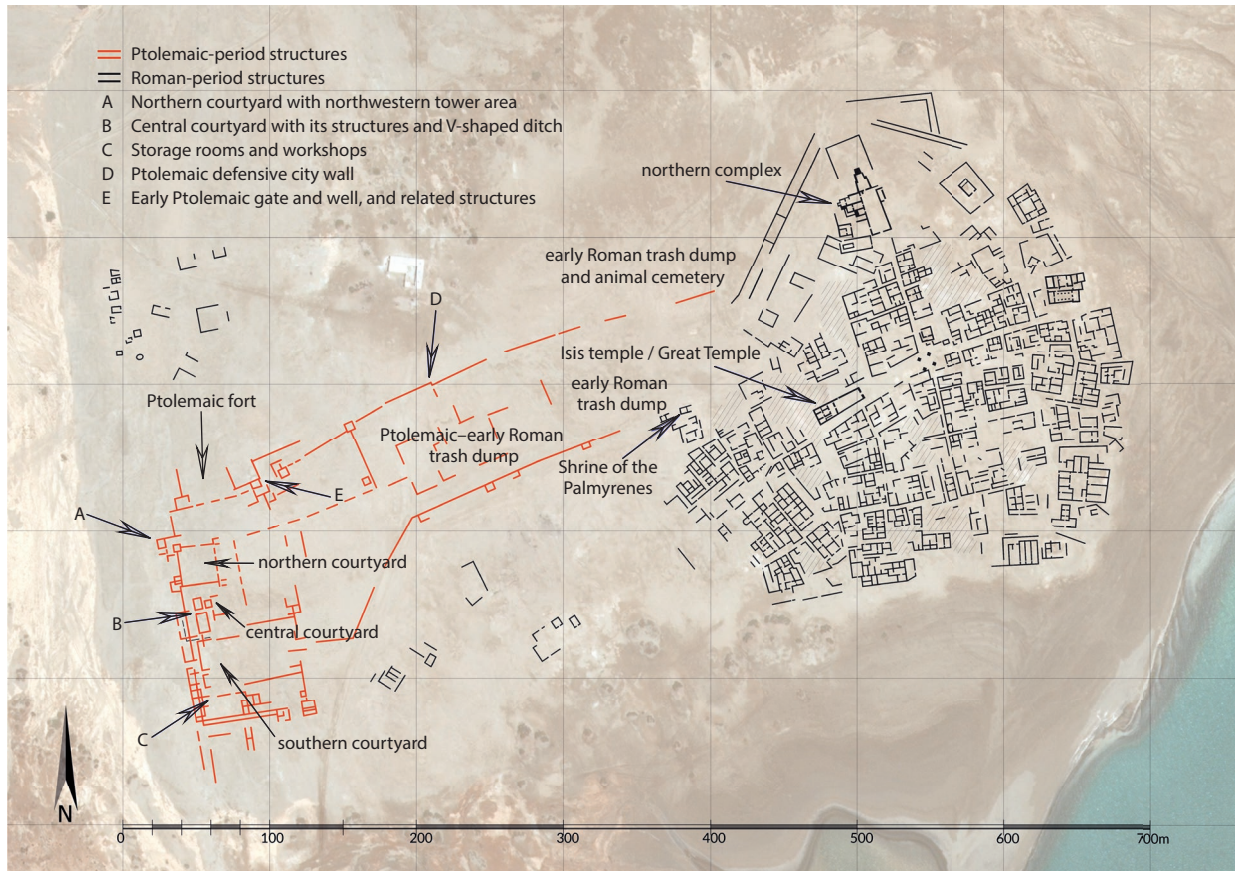 Ptolemaic-period structures
Roman-period structures
A Northern courtyard with northwestern tower area
B Central courtyard with its structures and V-shaped ditch
C Storage rooms and workshops
D Ptolemaic defensive city wall
E Early Ptolemaic gate and well, and related structures
northern complex
early Roman trash dump
and animal cemetery
D
Isis temple / Great Temple
early Roman
trash dump
Ptolemaic fort
Ptolemaic–early Roman
trash dump
Shrine of the
Palmyrenes
E
A
northern courtyard
B
central courtyard
C
southern courtyard
N
0 100 200 300 400 500 600 700m